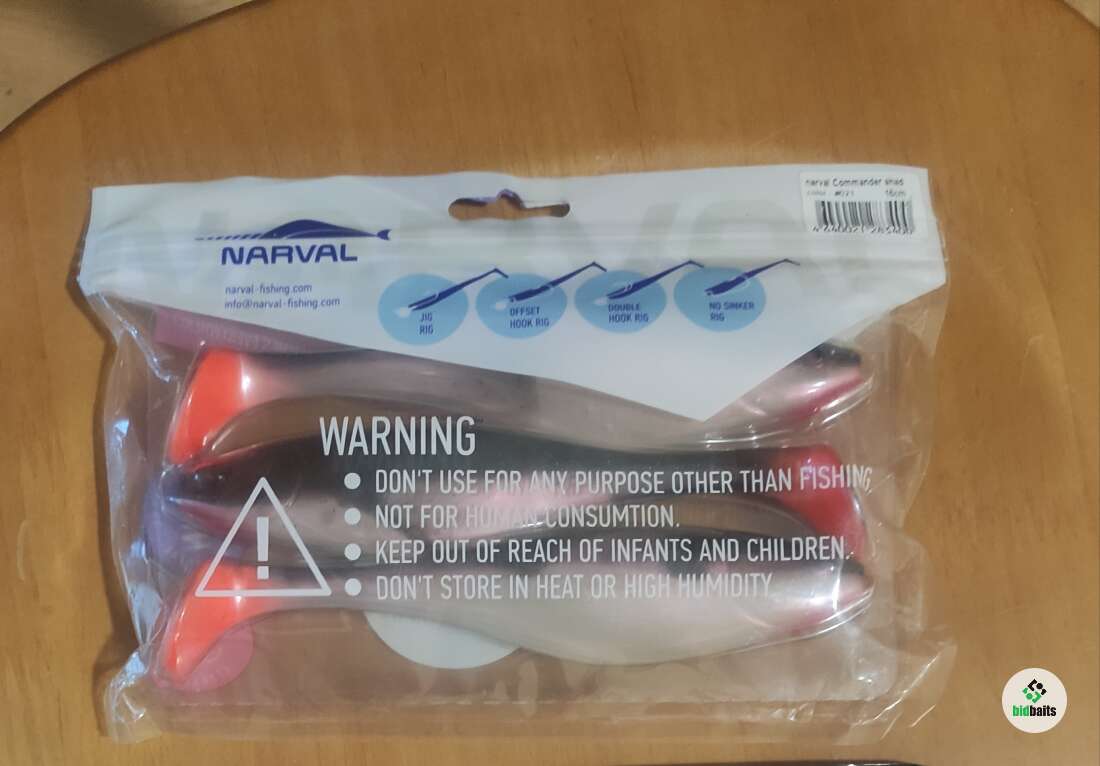 narval Commander shad
#021 16cm
NARVAL
narval-fishing.com
info@narval-fishing.com
JIG
RIG
OFFSET
HOOK RIG
DOUBLE
HOOK RIG
NO SINKER
RIG
WARNING
DON'T USE FOR ANY PURPOSE OTHER THAN FISHING.
NOT FOR HUMAN CONSUMTION.
KEEP OUT OF REACH OF INFANTS AND CHILDREN.
DON'T STORE IN HEAT OR HIGH HUMIDITY.
bidbaits